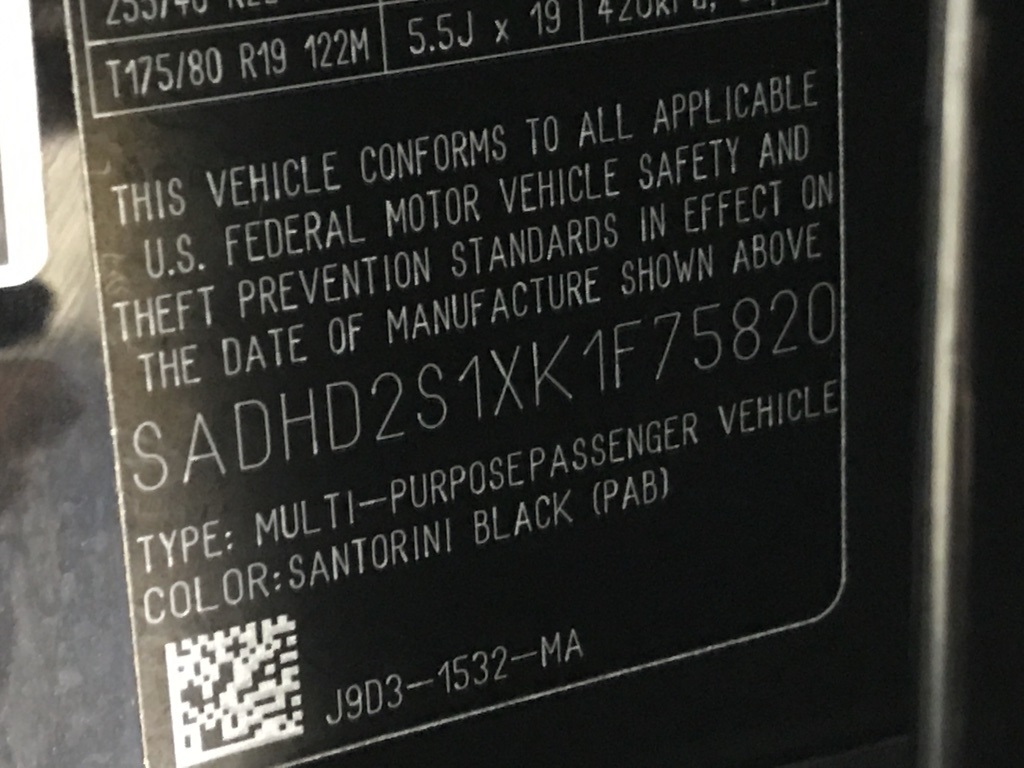 255/40
T175/80 R19 122M 5.5J x 19
THIS VEHICLE CONFORMS TO ALL APPLICABLE
U.S. FEDERAL MOTOR VEHICLE SAFETY AND
THEFT PREVENTION STANDARDS IN EFFECT ON
THE DATE OF MANUFACTURE SHOWN ABOVE
SADHD2S1XK1F75820
TYPE: MULTI-PURPOSEPASSENGER VEHICLE
COLOR:SANTORINI BLACK (PAB)
J9D3-1532-MA